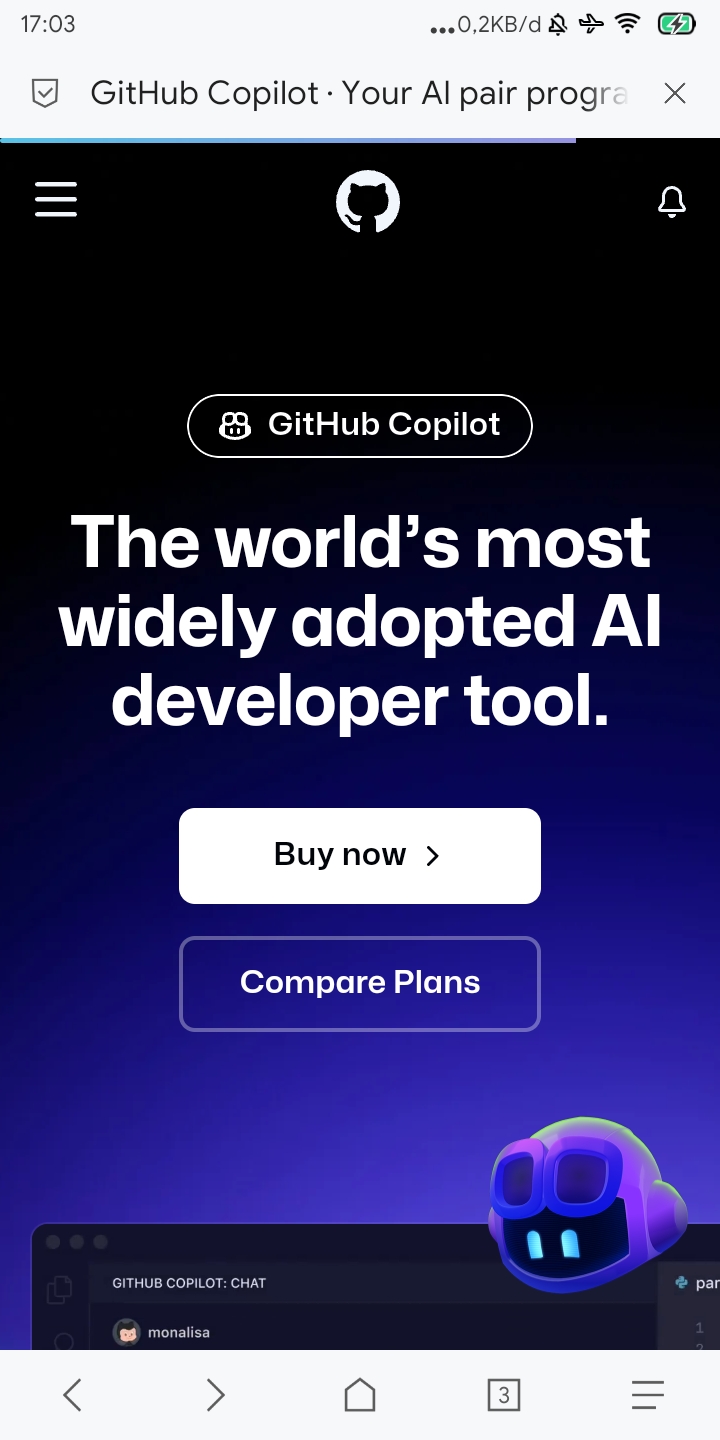 17:03
...0,2KB/d
GitHub Copilot · Your AI pair progra
GitHub Copilot
The world’s most
widely adopted AI
developer tool.
Buy now
Compare Plans
GITHUB COPILOT: CHAT
par
monalisa
1
2
3